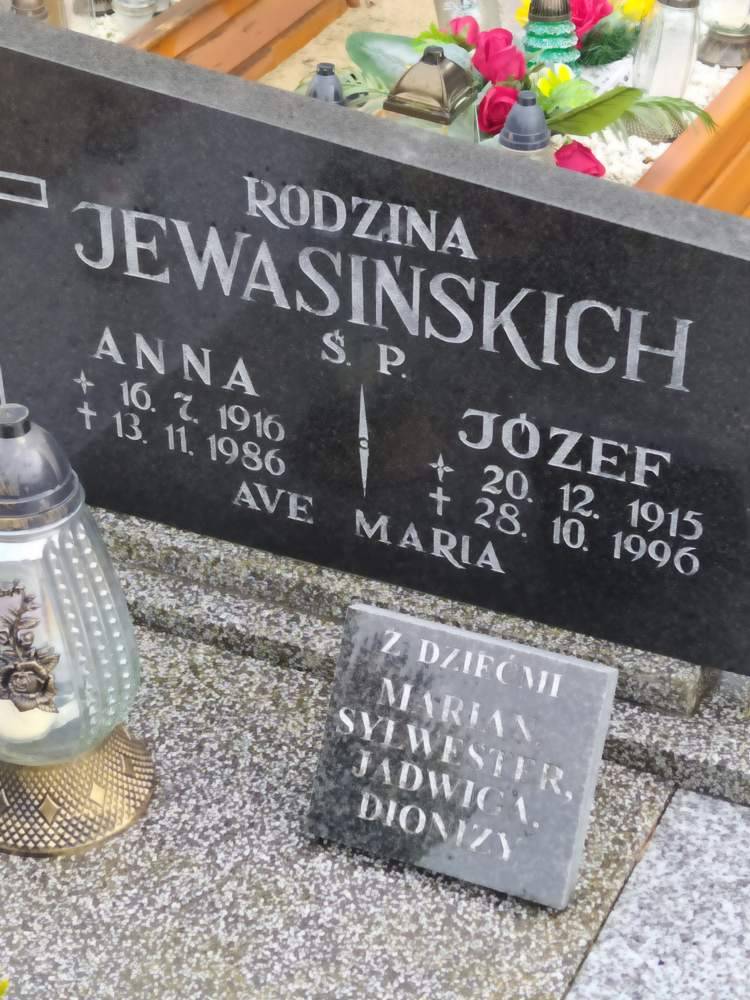 RODZINA
JEWASIŃSKICH
Ś. P.
ANNA
16. 7. 1916
13. 11. 1986
JÓZEF
20. 12. 1915
28. 10. 1996
AVE MARIA
Z DZIEĆMI
MARIAN,
SYLWESTER,
JADWIGA,
DIONIZY